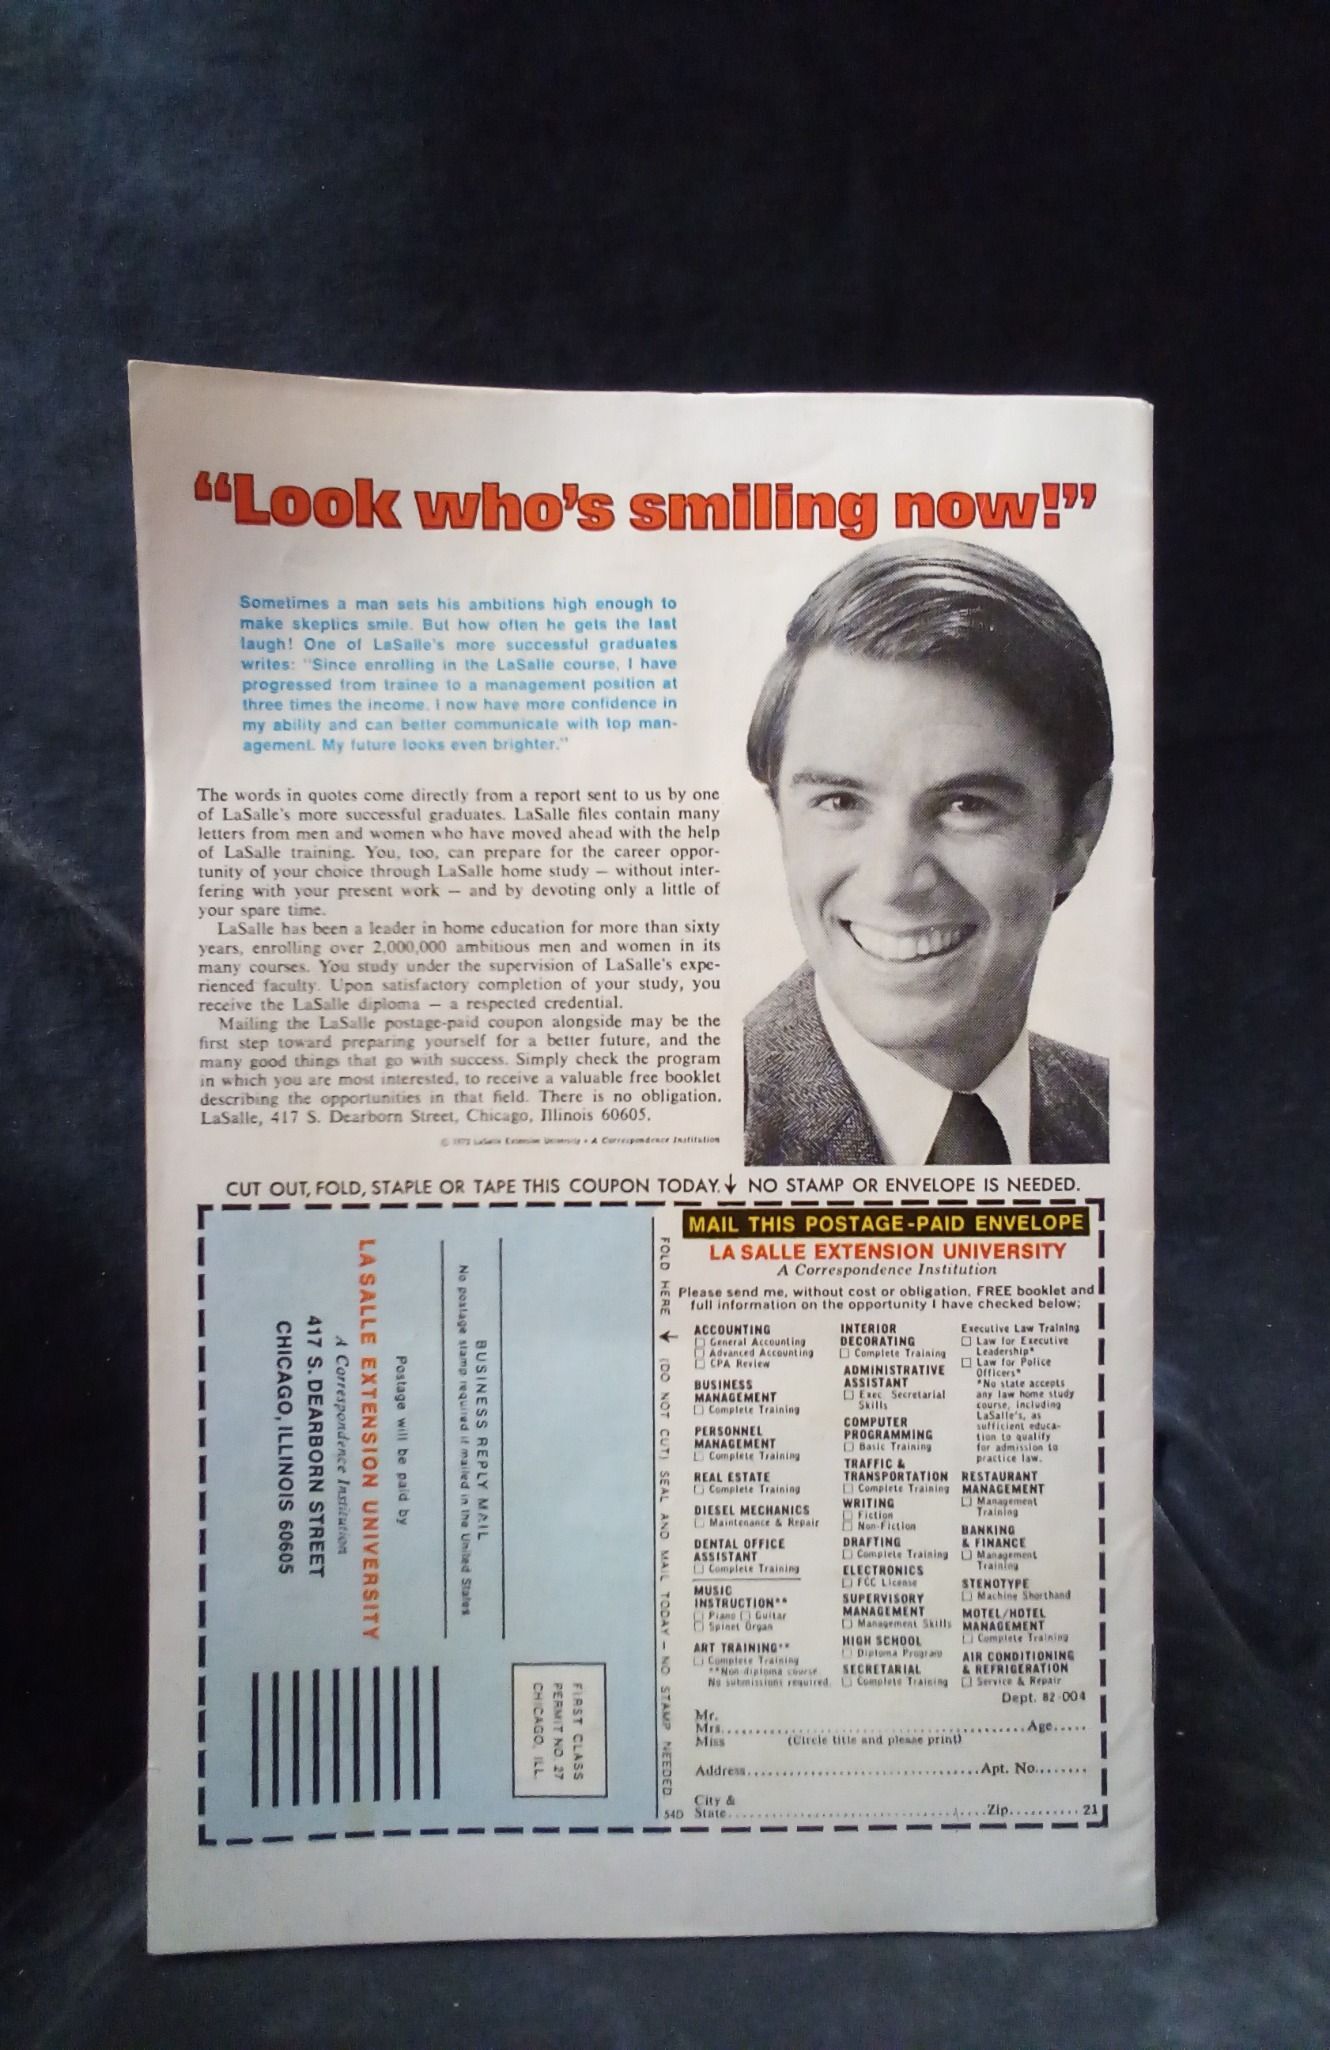 “Look who’s smiling now!”
Sometimes a man sets his ambitions high enough to
make skeptics smile. But how often he gets the last
laugh! One of LaSalle's more successful graduates
writes: "Since enrolling in the LaSalle course, I have
progressed from trainee to a management position at
three times the income. I now have more confidence in
my ability and can better communicate with top man-
agement. My future looks even brighter."
The words in quotes come directly from a report sent to us by one
of LaSalle's more successful graduates. LaSalle files contain many
letters from men and women who have moved ahead with the help
of LaSalle training. You, too, can prepare for the career oppor-
tunity of your choice through LaSalle home study — without inter-
fering with your present work — and by devoting only a little of
your spare time.
LaSalle has been a leader in home education for more than sixty
years, enrolling over 2,000,000 ambitious men and women in its
many courses. You study under the supervision of LaSalle's expe-
rienced faculty. Upon satisfactory completion of your study, you
receive the LaSalle diploma — a respected credential.
Mailing the LaSalle postage-paid coupon alongside may be the
first step toward preparing yourself for a better future, and the
many good things that go with success. Simply check the program
in which you are most interested, to receive a valuable free booklet
describing the opportunities in that field. There is no obligation.
LaSalle, 417 S. Dearborn Street, Chicago, Illinois 60605.
© LaSalle Extension University • A Correspondence Institution
CUT OUT, FOLD, STAPLE OR TAPE THIS COUPON TODAY. ↓ NO STAMP OR ENVELOPE IS NEEDED.
FIRST CLASS
PERMIT NO. 27
CHICAGO, ILL.
BUSINESS REPLY MAIL
No postage stamp required if mailed in the United States
Postage will be paid by
LA SALLE EXTENSION UNIVERSITY
A Correspondence Institution
417 S. DEARBORN STREET
CHICAGO, ILLINOIS 60605
FOLD HERE ↓ (DO NOT CUT) SEAL AND MAIL TODAY — NO STAMP NEEDED
54D
MAIL THIS POSTAGE-PAID ENVELOPE
LA SALLE EXTENSION UNIVERSITY
A Correspondence Institution
Please send me, without cost or obligation, FREE booklet and
full information on the opportunity I have checked below:
ACCOUNTING
☐ General Accounting
☐ Advanced Accounting
☐ CPA Review
BUSINESS
MANAGEMENT
☐ Complete Training
PERSONNEL
MANAGEMENT
☐ Complete Training
REAL ESTATE
☐ Complete Training
DIESEL MECHANICS
☐ Maintenance & Repair
DENTAL OFFICE
ASSISTANT
☐ Complete Training
MUSIC
INSTRUCTION**
☐ Piano ☐ Guitar
☐ Spinet Organ
ART TRAINING**
☐ Complete Training
**Non-diploma course.
No submissions required.
INTERIOR
DECORATING
☐ Complete Training
ADMINISTRATIVE
ASSISTANT
☐ Exec. Secretarial
Skills
COMPUTER
PROGRAMMING
☐ Basic Training
TRAFFIC &
TRANSPORTATION
☐ Complete Training
WRITING
☐ Fiction
☐ Non-Fiction
DRAFTING
☐ Complete Training
ELECTRONICS
☐ FCC License
SUPERVISORY
MANAGEMENT
☐ Management Skills
HIGH SCHOOL
☐ Diploma Program
SECRETARIAL
☐ Complete Training
Executive Law Training
☐ Law for Executive
Leadership*
☐ Law for Police
Officers*
*No state accepts
any law home study
course, including
LaSalle's, as
sufficient educa-
tion to qualify
for admission to
practice law.
RESTAURANT
MANAGEMENT
☐ Management
Training
BANKING
& FINANCE
☐ Management
Training
STENOTYPE
☐ Machine Shorthand
MOTEL/HOTEL
MANAGEMENT
☐ Complete Training
AIR CONDITIONING
& REFRIGERATION
☐ Service & Repair
Dept. 82-004
Mr.
Mrs. Age
Miss (Circle title and please print)
Address Apt. No.
City &
State Zip 21